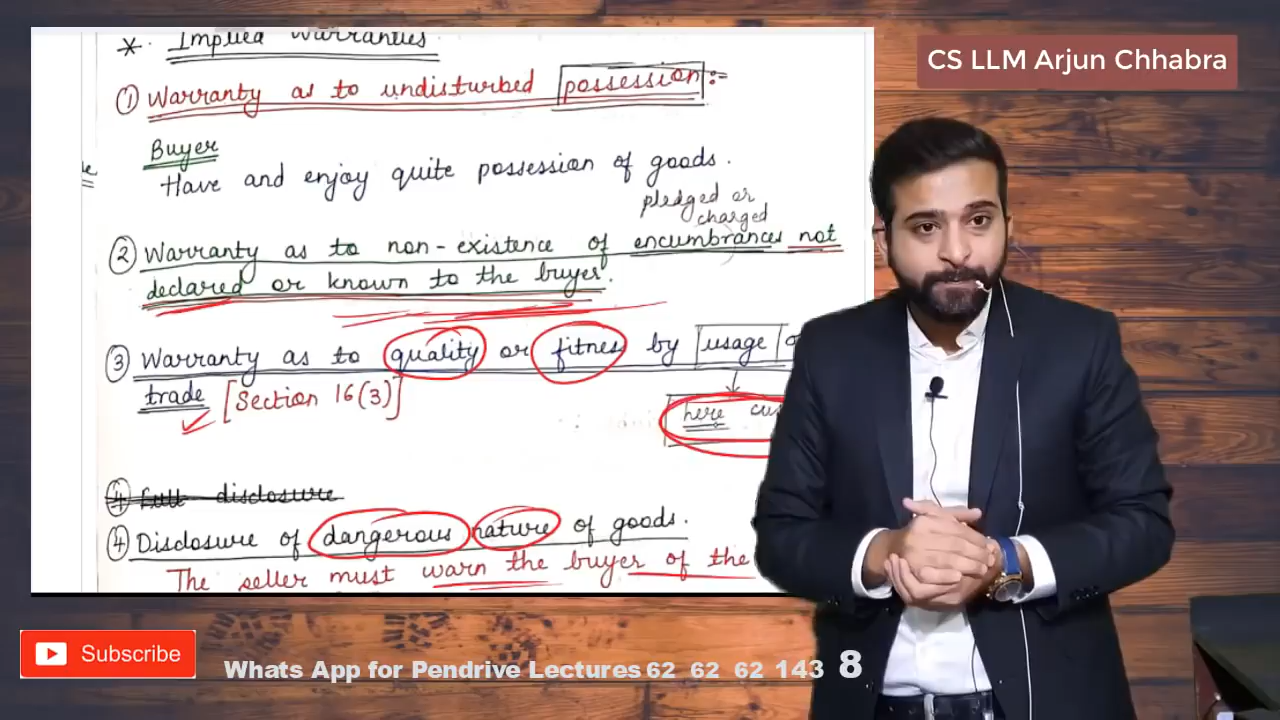 CS LLM Arjun Chhabra
* Implied Warranties
① Warranty as to undisturbed possession :-
Buyer
Have and enjoy quite possession of goods.
pledged or
charged
② Warranty as to non-existence of encumbrances not
declared or known to the buyer.
③ Warranty as to quality or fitnes by usage
trade [Section 16(3)]
here
④ Full disclosure
④ Disclosure of dangerous nature of goods.
The seller must warn the buyer of the
Subscribe
Whats App for Pendrive Lectures 62 62 62 143 8